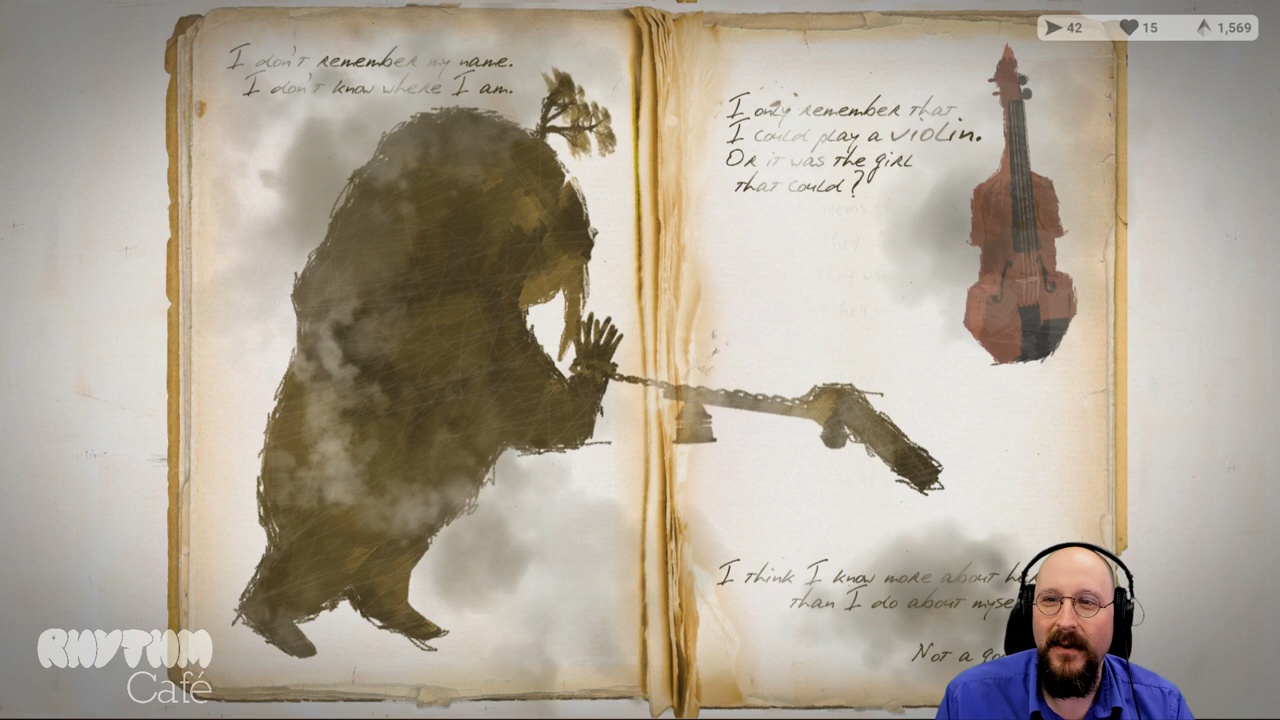 42
15
1,569
I don't remember my name.
I don't know where I am.
I only remember that
I could play a violin.
Or it was the girl
that could?
I think I know more about
than I do about
Not a
RHYTHM
Café